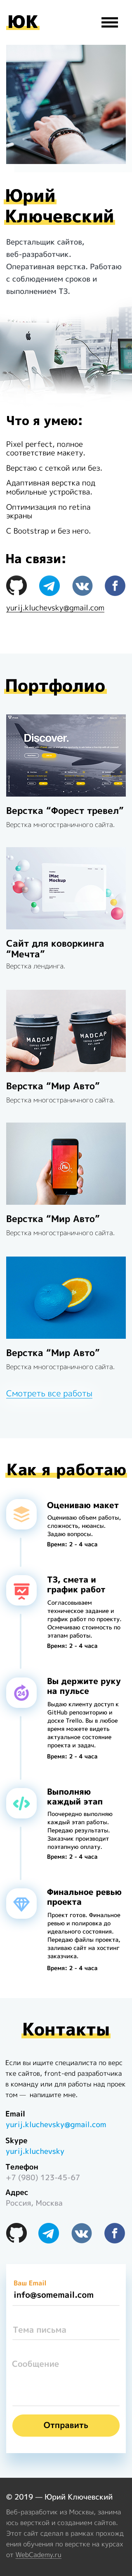 ЮК
Юрий
Ключевский
Верстальщик сайтов,
веб-разработчик.
Оперативная верстка. Работаю
с соблюдением сроков и
выполнением ТЗ.
Что я умею:
Pixel perfect, полное
соответствие макету.
Верстаю с сеткой или без.
Адаптивная верстка под
мобильные устройства.
Оптимизация по retina
экраны
С Bootstrap и без него.
На связи:
yurij.kluchevsky@gmail.com
Портфолио
Discover.
Верстка “Форест тревел”
Верстка многостраничного сайта.
iMac
Mockup
Сайт для коворкинга
“Мечта”
Верстка лендинга.
MADCAP
MADCAP
Верстка “Мир Авто”
Верстка многостраничного сайта.
Верстка “Мир Авто”
Верстка многостраничного сайта.
Верстка “Мир Авто”
Верстка многостраничного сайта.
Смотреть все работы
Как я работаю
Оцениваю макет
Оцениваю объем работы,
сложность, нюансы.
Задаю вопросы.
Время: 2 - 4 часа
ТЗ, смета и
график работ
Согласовываем
техническое задание и
график работ по проекту.
Осмечиваю стоимость по
этапам работы.
Время: 2 - 4 часа
24
Вы держите руку
на пульсе
Выдаю клиенту доступ к
GitHub репозиторию и
доске Trello. Вы в любое
время можете видеть
актуальное состояние
проекта и задач.
Время: 2 - 4 часа
Выполняю
каждый этап
Поочередно выполняю
каждый этап работы.
Передаю результаты.
Заказчик производит
поэтапную оплату.
Время: 2 - 4 часа
Финальное ревью
проекта
Проект готов. Финальное
ревью и полировка до
идеального состояния.
Передаю файлы проекта,
заливаю сайт на хостинг
заказчика.
Время: 2 - 4 часа
Контакты
Если вы ищите специалиста по верс
тке сайтов, front-end разработчика
в команду или для работы над проек
том — напишите мне.
Email
yurij.kluchevsky@gmail.com
Skype
yurij.kluchevsky
Телефон
+7 (980) 123-45-67
Адрес
Россия, Москва
Ваш Email
info@somemail.com
Тема письма
Сообщение
Отправить
© 2019 — Юрий Ключевский
Веб-разработчик из Москвы, занима
юсь версткой и созданием сайтов.
Этот сайт сделан в рамках прохожд
ения обучения по верстке на курсах
от WebCademy.ru